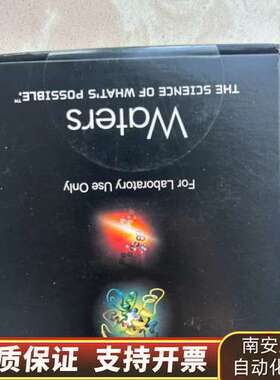 THE SCIENCE OF WHAT'S POSSIBLE.™
Waters
For Laboratory Use Only
质保证 支持开票
南安
自动化